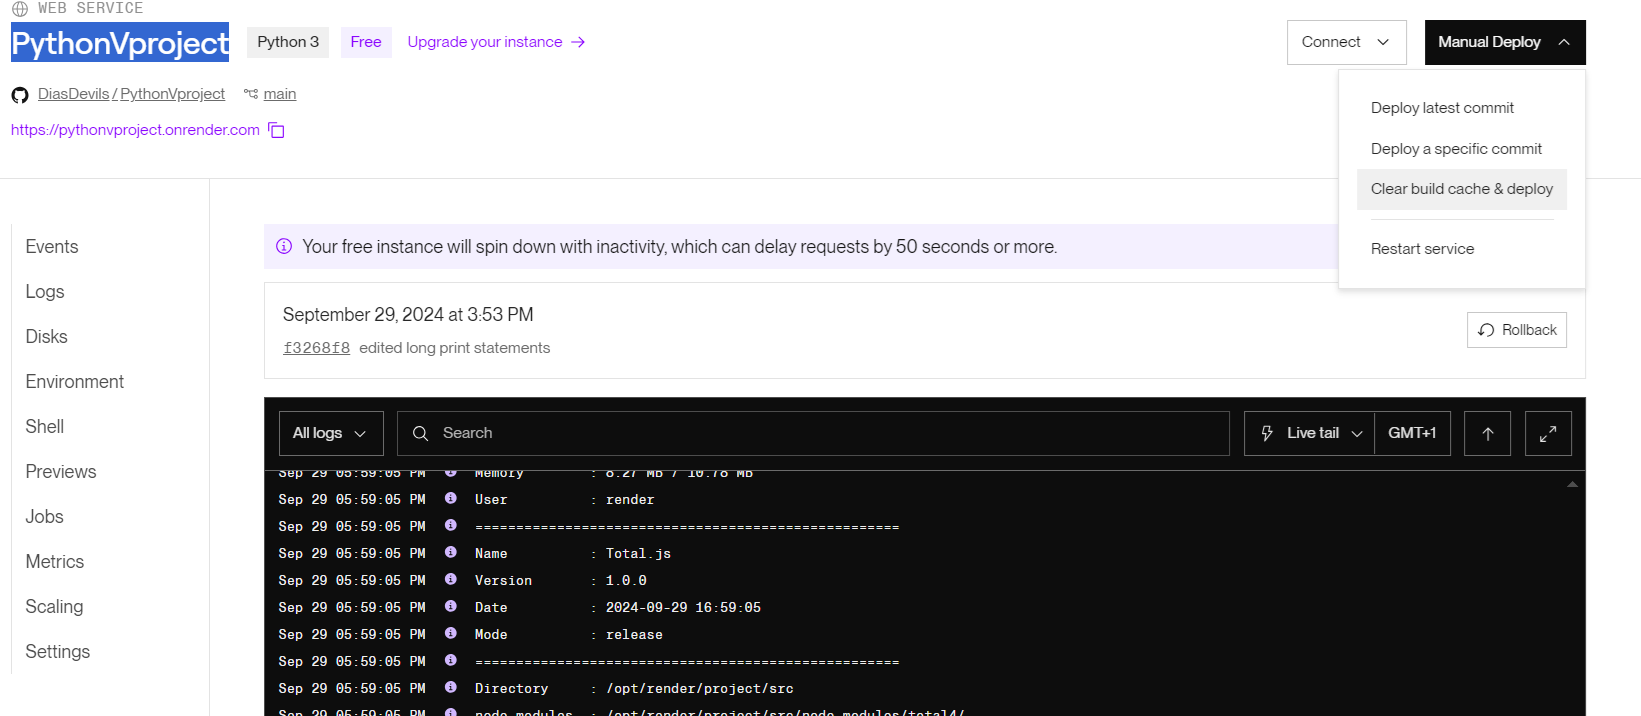 WEB SERVICE
PythonVproject Python 3 Free Upgrade your instance → Connect Manual Deploy
DiasDevils / PythonVproject main
https://pythonvproject.onrender.com
Deploy latest commit
Deploy a specific commit
Clear build cache & deploy
Restart service
Events
Logs
Disks
Environment
Shell
Previews
Jobs
Metrics
Scaling
Settings
Your free instance will spin down with inactivity, which can delay requests by 50 seconds or more.
September 29, 2024 at 3:53 PM
f3268f8 edited long print statements
Rollback
All logs Search Live tail GMT+1
Sep 29 05:59:05 PM Memory : 8.27 MB / 10.78 MB
Sep 29 05:59:05 PM User : render
Sep 29 05:59:05 PM ====================================================
Sep 29 05:59:05 PM Name : Total.js
Sep 29 05:59:05 PM Version : 1.0.0
Sep 29 05:59:05 PM Date : 2024-09-29 16:59:05
Sep 29 05:59:05 PM Mode : release
Sep 29 05:59:05 PM ====================================================
Sep 29 05:59:05 PM Directory : /opt/render/project/src
Sep 29 05:59:05 PM node_modules : /opt/render/project/src/node_modules/total4/